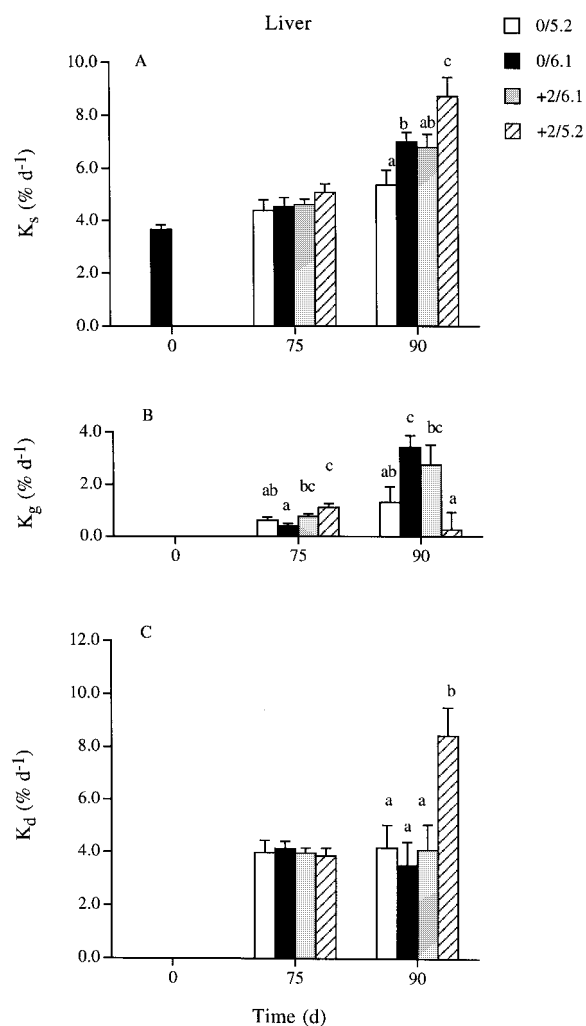 Liver
0/5.2
0/6.1
+2/6.1
+2/5.2
A
10.0
8.0
6.0
4.0
2.0
0.0
Ks (% d-1)
a
b
ab
c
0 75 90
B
4.0
2.0
0.0
Kg (% d-1)
ab
a
bc
c
ab
c
bc
a
0 75 90
C
12.0
10.0
8.0
6.0
4.0
2.0
0.0
Kd (% d-1)
a
a
a
b
0 75 90
Time (d)